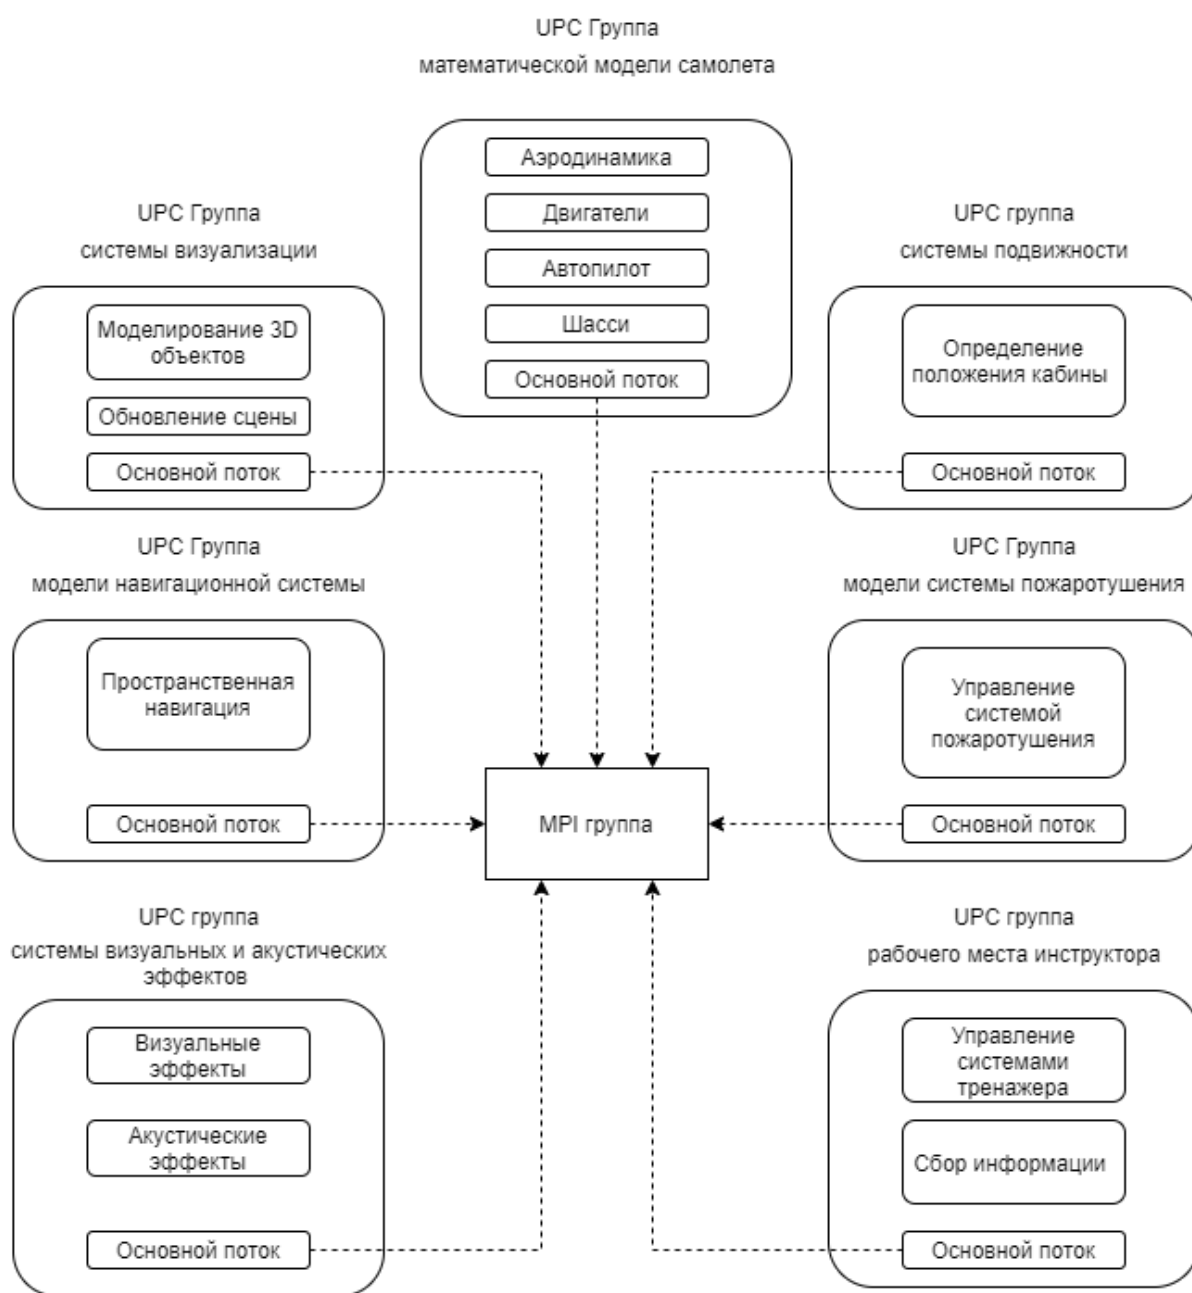 UPC Группа
математической модели самолета
Аэродинамика
Двигатели
Автопилот
Шасси
Основной поток
UPC Группа
системы визуализации
Моделирование 3D
объектов
Обновление сцены
Основной поток
UPC группа
системы подвижности
Определение
положения кабины
Основной поток
UPC Группа
модели навигационной системы
Пространственная
навигация
Основной поток
UPC Группа
модели системы пожаротушения
Управление
системой
пожаротушения
Основной поток
MPI группа
UPC группа
системы визуальных и акустических
эффектов
Визуальные
эффекты
Акустические
эффекты
Основной поток
UPC группа
рабочего места инструктора
Управление
системами
тренажера
Сбор информации
Основной поток